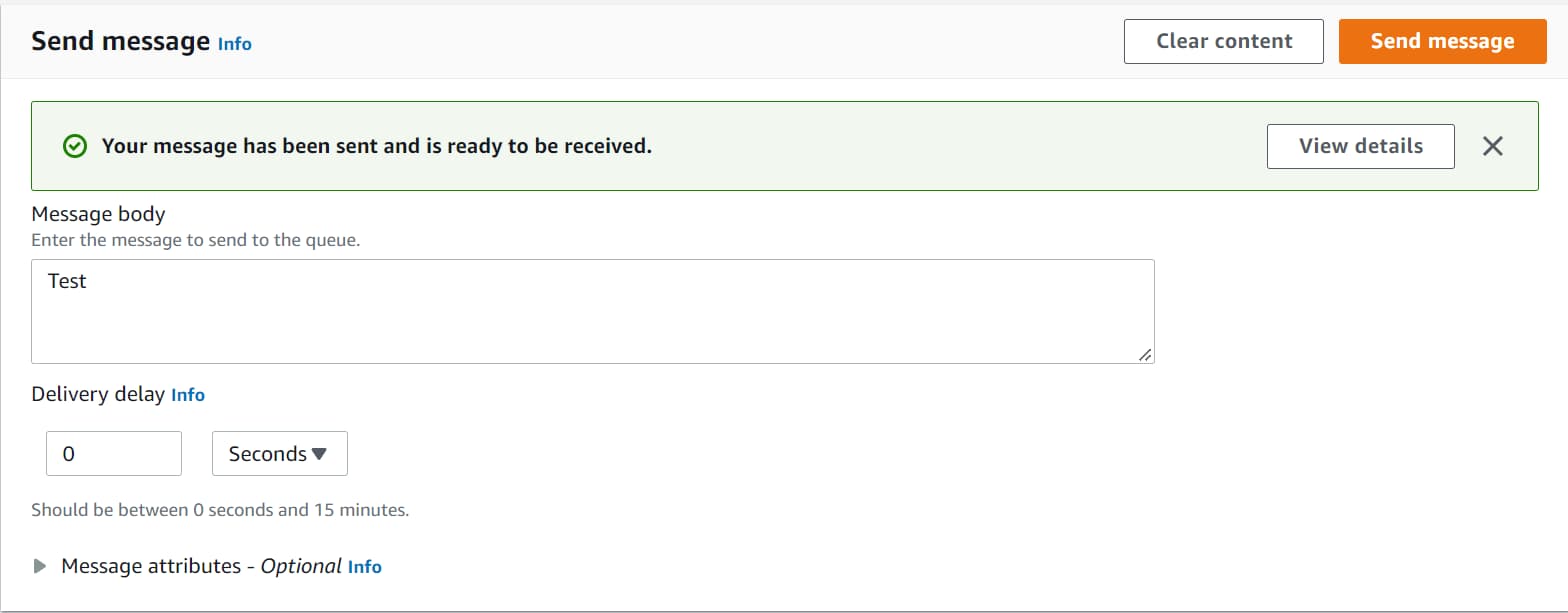 Send message Info
Clear content
Send message
Your message has been sent and is ready to be received.
View details
Message body
Enter the message to send to the queue.
Test
Delivery delay Info
0
Seconds
Should be between 0 seconds and 15 minutes.
Message attributes - Optional Info